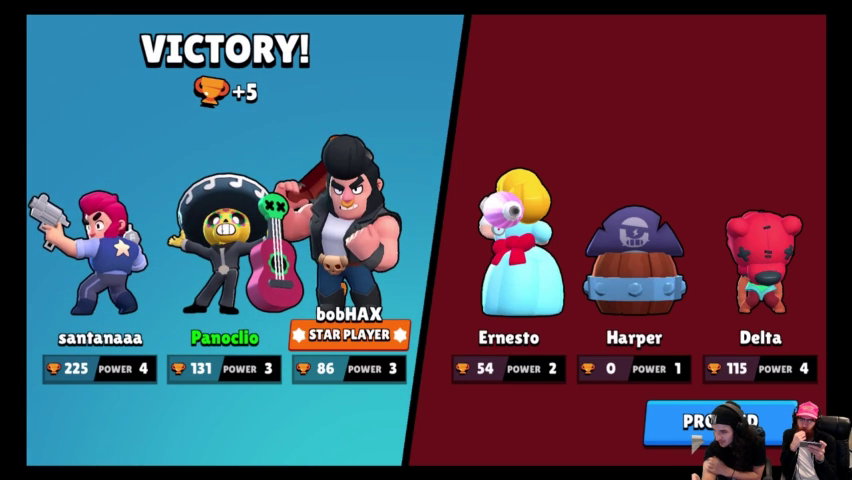 VICTORY!
+5
santanaaa
Panoclio
bobHAX
STAR PLAYER
225 POWER 4
131 POWER 3
86 POWER 3
Ernesto
Harper
Delta
54 POWER 2
0 POWER 1
115 POWER 4